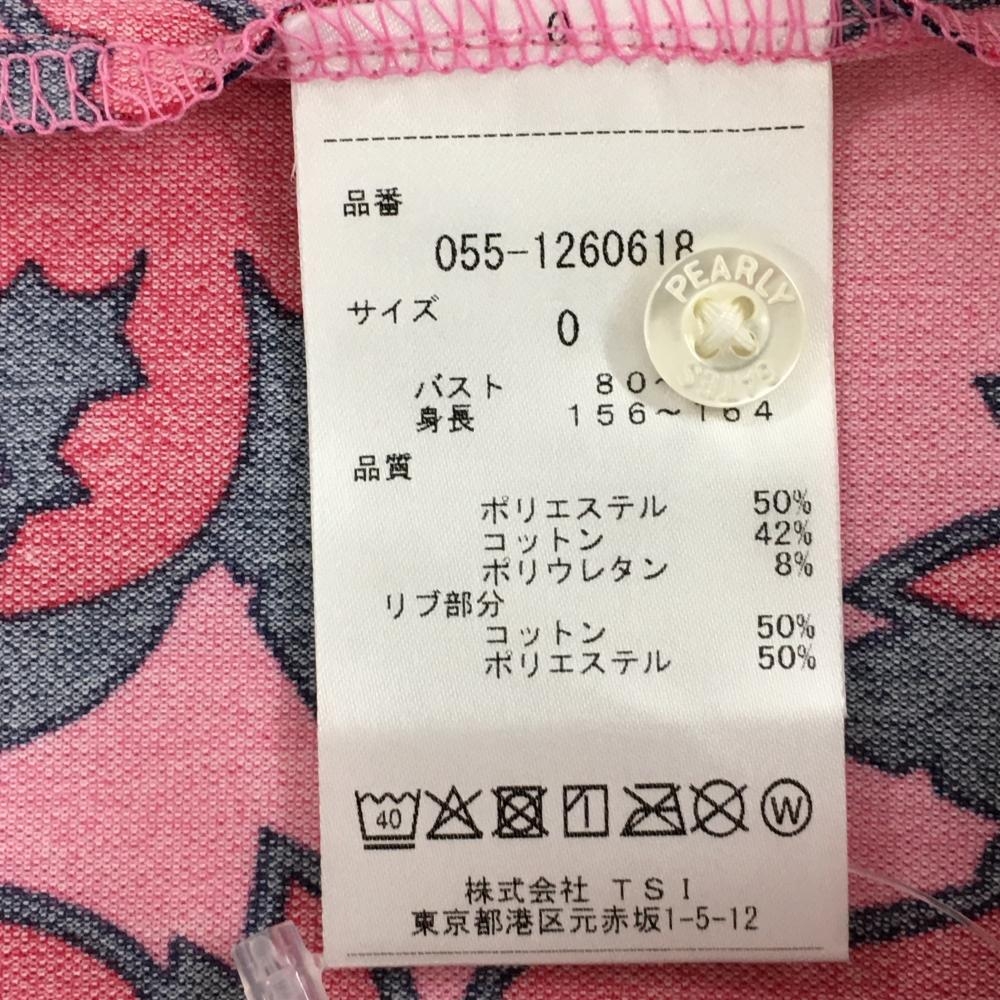 0
品番
055-1260618
サイズ
0
バスト 80~
身長 156~164
品質
ポリエステル 50%
コットン 42%
ポリウレタン 8%
リブ部分
コットン 50%
ポリエステル 50%
40
W
株式会社 TSI
東京都港区元赤坂1-5-12
PEARLY
GATES